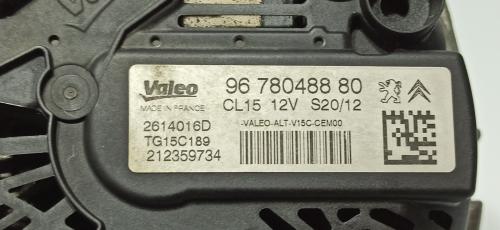 Valeo
MADE IN FRANCE
96 780488 80
CL15 12V S20/12
2614016D
TG15C189
212359734
-VALEO-ALT-V15C-CEM00